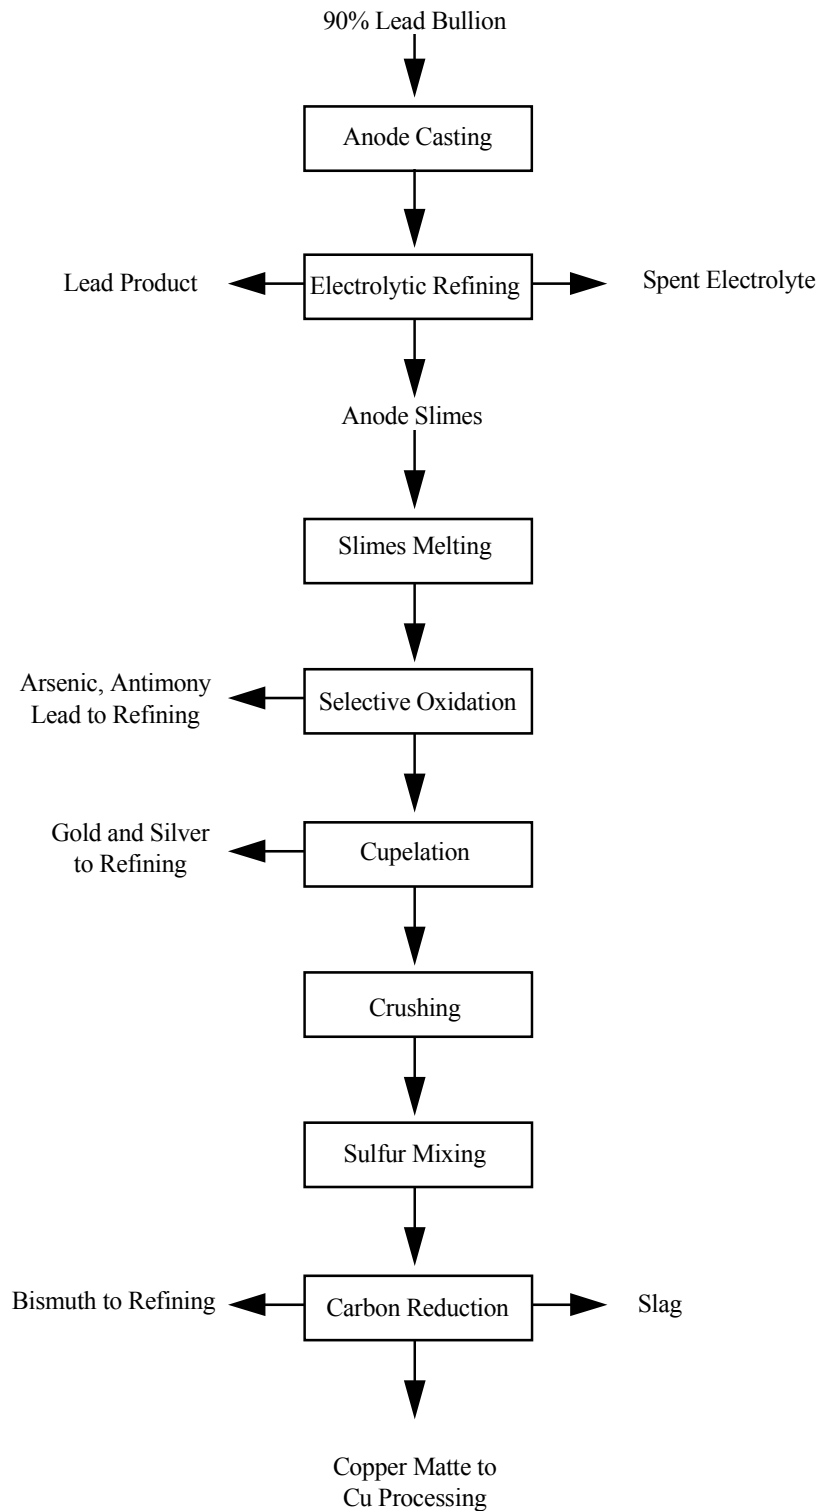 90% Lead Bullion
Anode Casting
Lead Product
Electrolytic Refining
Spent Electrolyte
Anode Slimes
Slimes Melting
Arsenic, Antimony
Lead to Refining
Selective Oxidation
Gold and Silver
to Refining
Cupelation
Crushing
Sulfur Mixing
Bismuth to Refining
Carbon Reduction
Slag
Copper Matte to
Cu Processing